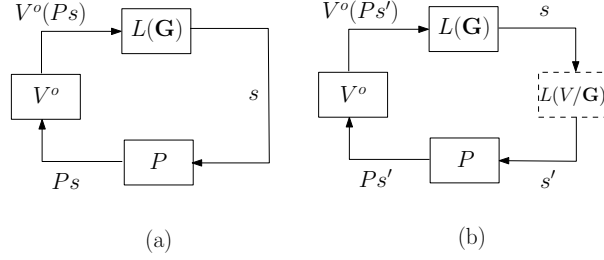 V^o(Ps)
L(G)
s
V^o
P
Ps
(a)
V^o(Ps′)
L(G)
s
V^o
L(V/G)
P
Ps′
s′
(b)